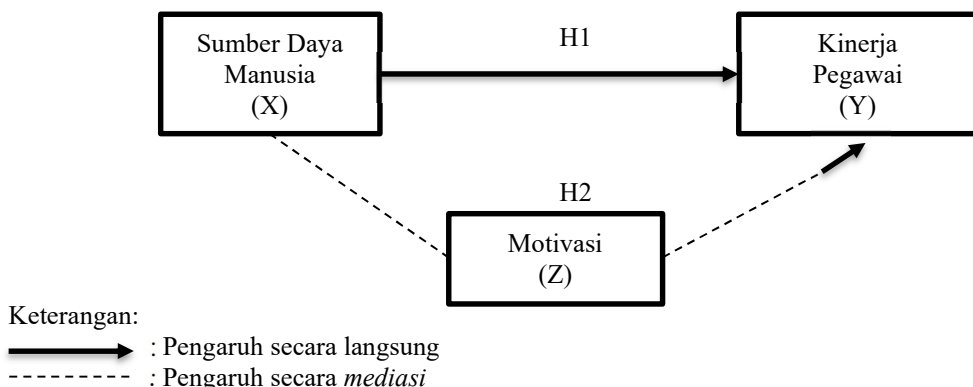 Sumber Daya
Manusia
(X)
H1
Kinerja
Pegawai
(Y)
H2
Motivasi
(Z)
Keterangan:
: Pengaruh secara langsung
: Pengaruh secara mediasi